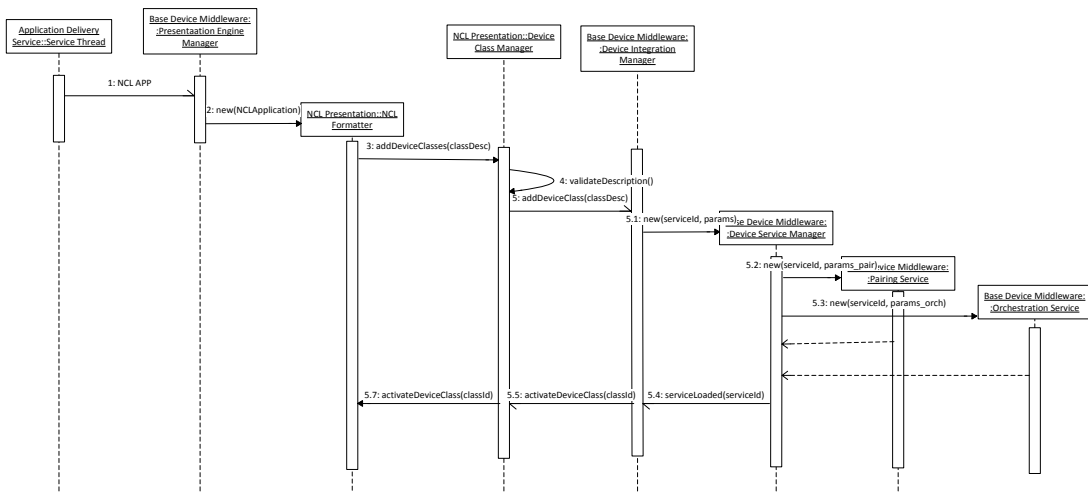 Application Delivery
Service::Service Thread
Base Device Middleware:
:Presentaation Engine
Manager
NCL Presentation::Device
Class Manager
Base Device Middleware:
:Device Integration
Manager
1: NCL APP
2: new(NCLApplication)
NCL Presentation::NCL
Formatter
3: addDeviceClasses(classDesc)
4: validateDescription()
5: addDeviceClass(classDesc)
5.1: new(serviceId, params)
Device Middleware:
:Device Service Manager
5.2: new(serviceId, params_pair)
Middleware:
:Pairing Service
5.3: new(serviceId, params_orch)
Base Device Middleware:
:Orchestration Service
5.7: activateDeviceClass(classId)
5.5: activateDeviceClass(classId)
5.4: serviceLoaded(serviceId)